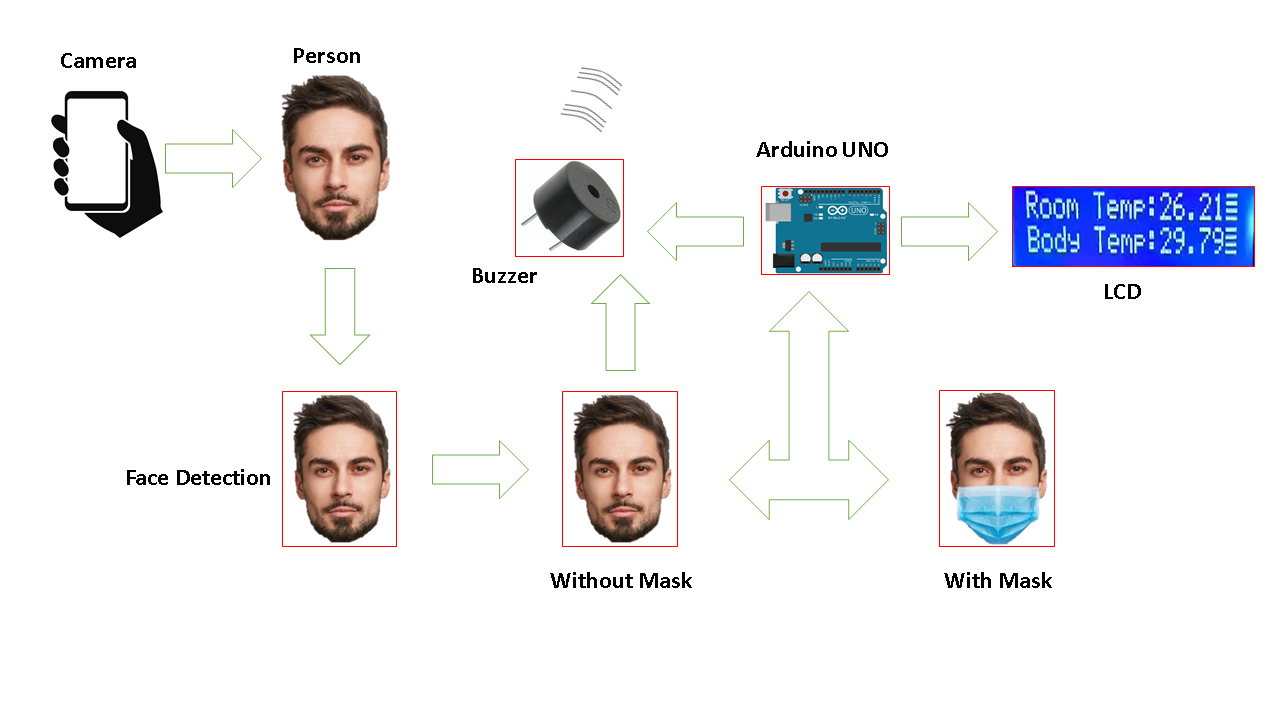 Camera
Person
Arduino UNO
UNO
Room Temp:26.21
Body Temp:29.79
Buzzer
LCD
Face Detection
Without Mask
With Mask